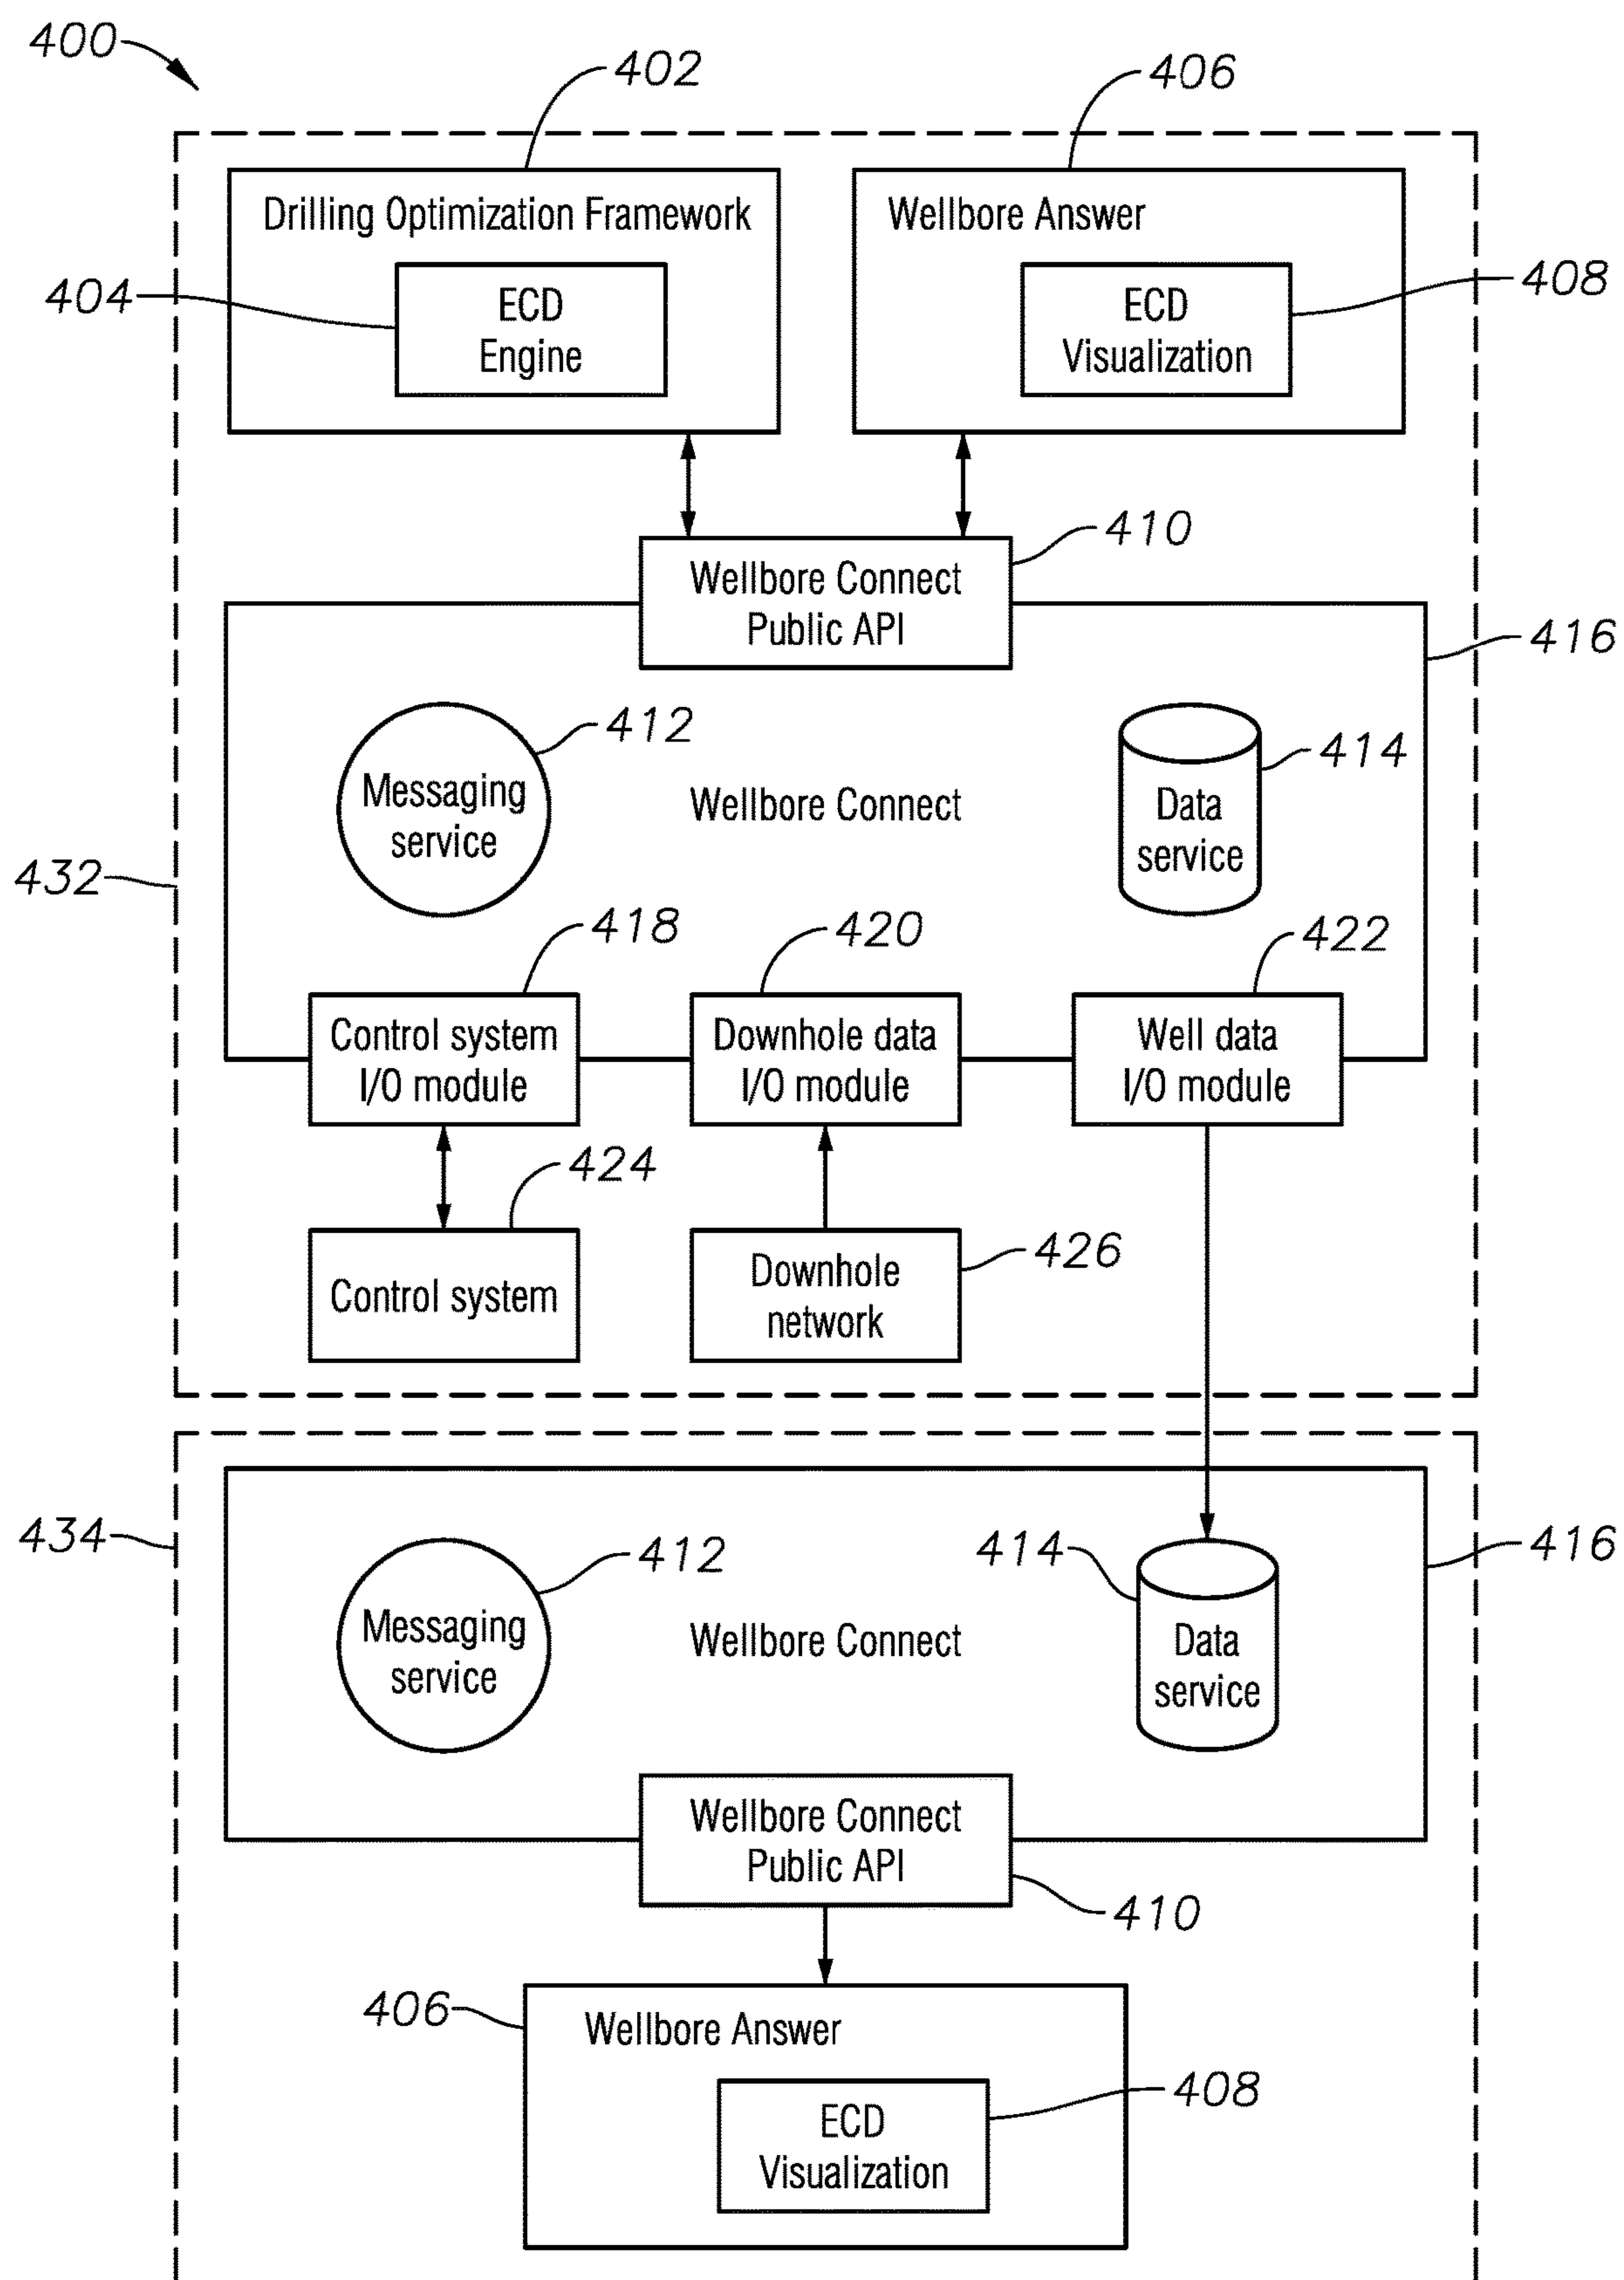 400
402
406
Drilling Optimization Framework
Wellbore Answer
404
ECD
Engine
ECD
Visualization
408
410
Wellbore Connect
Public API
416
412
Messaging
service
Wellbore Connect
414
Data
service
432
418
420
422
Control system
I/O module
Downhole data
I/O module
Well data
I/O module
424
Control system
426
Downhole
network
434
412
Messaging
service
Wellbore Connect
414
Data
service
416
Wellbore Connect
Public API
410
406
Wellbore Answer
ECD
Visualization
408